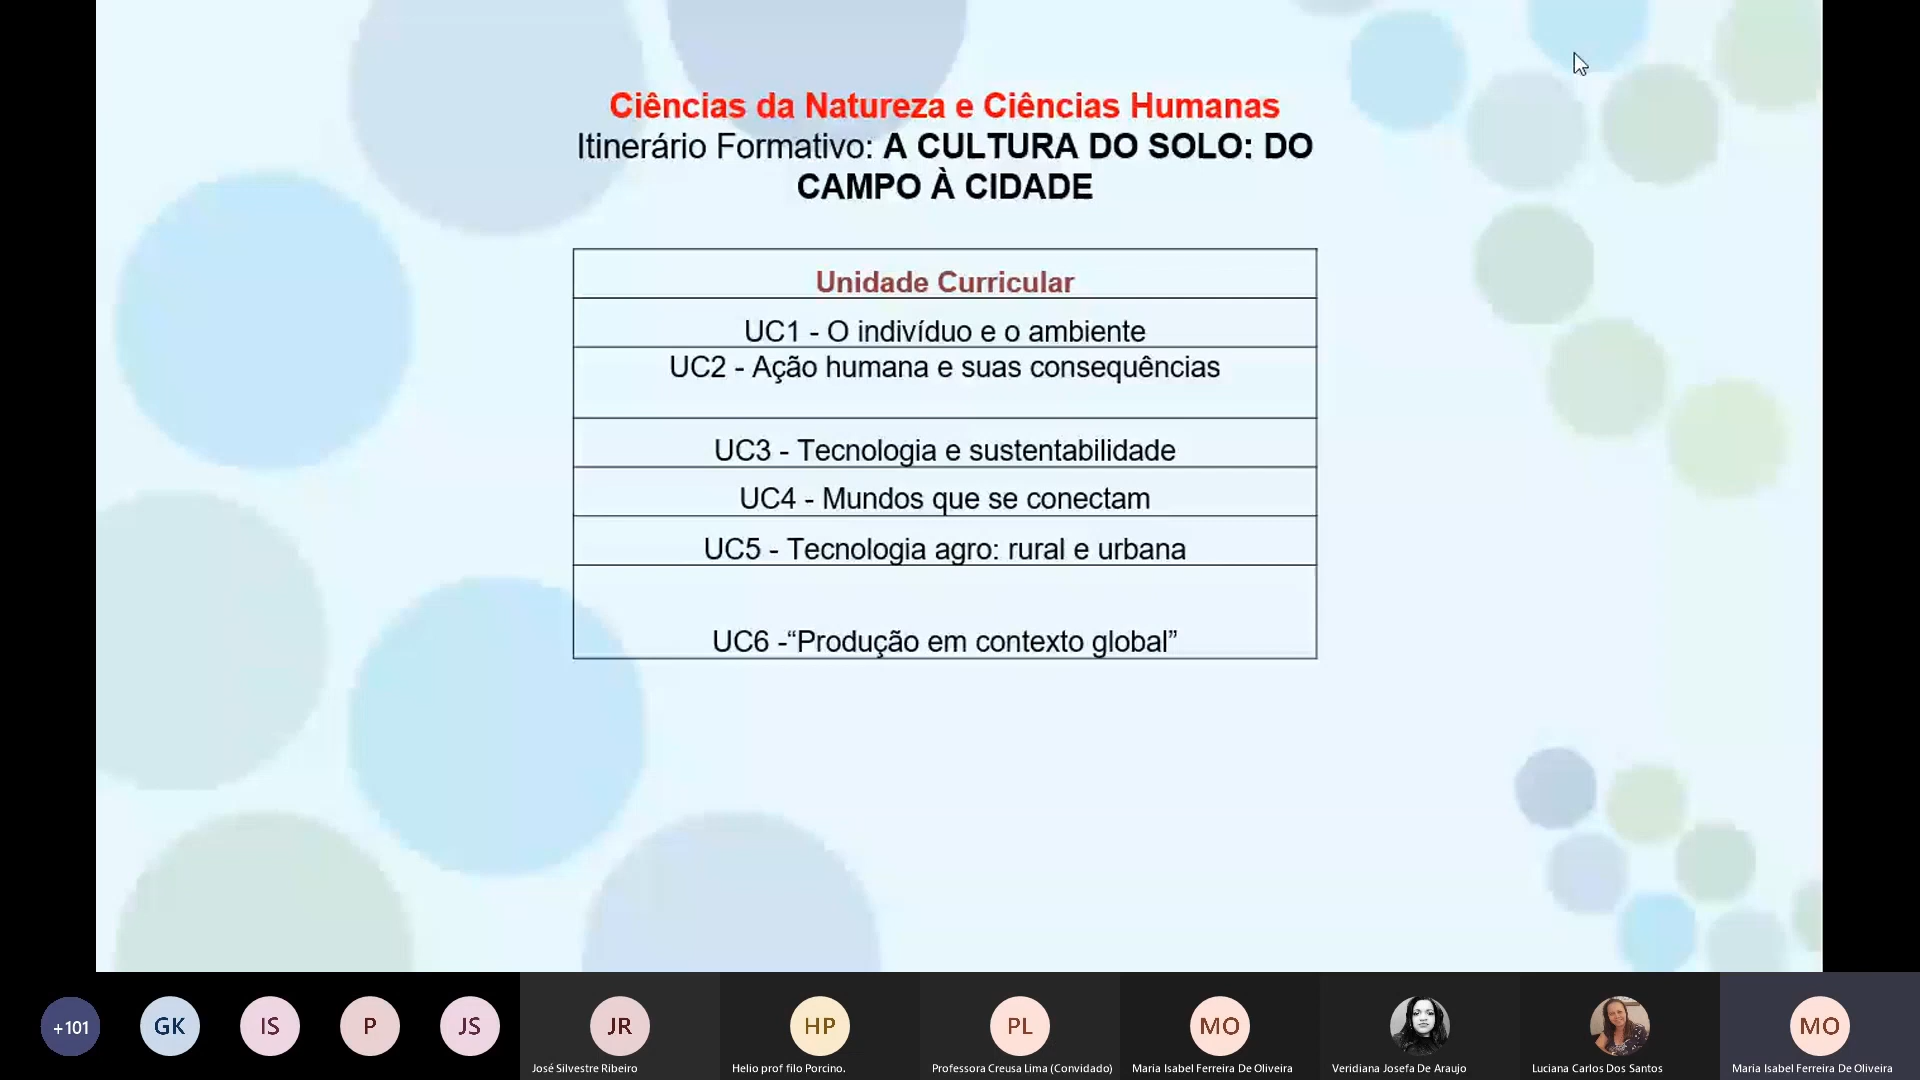 Ciências da Natureza e Ciências Humanas
Itinerário Formativo: A CULTURA DO SOLO: DO
CAMPO À CIDADE
Unidade Curricular
UC1 - O indivíduo e o ambiente
UC2 - Ação humana e suas consequências
UC3 - Tecnologia e sustentabilidade
UC4 - Mundos que se conectam
UC5 - Tecnologia agro: rural e urbana
UC6 -“Produção em contexto global”
+101
GK
IS
P
JS
JR
HP
PL
MO
MO
José Silvestre Ribeiro
Helio prof filo Porcino.
Professora Creusa Lima (Convidado)
Maria Isabel Ferreira De Oliveira
Veridiana Josefa De Araujo
Luciana Carlos Dos Santos
Maria Isabel Ferreira De Oliveira